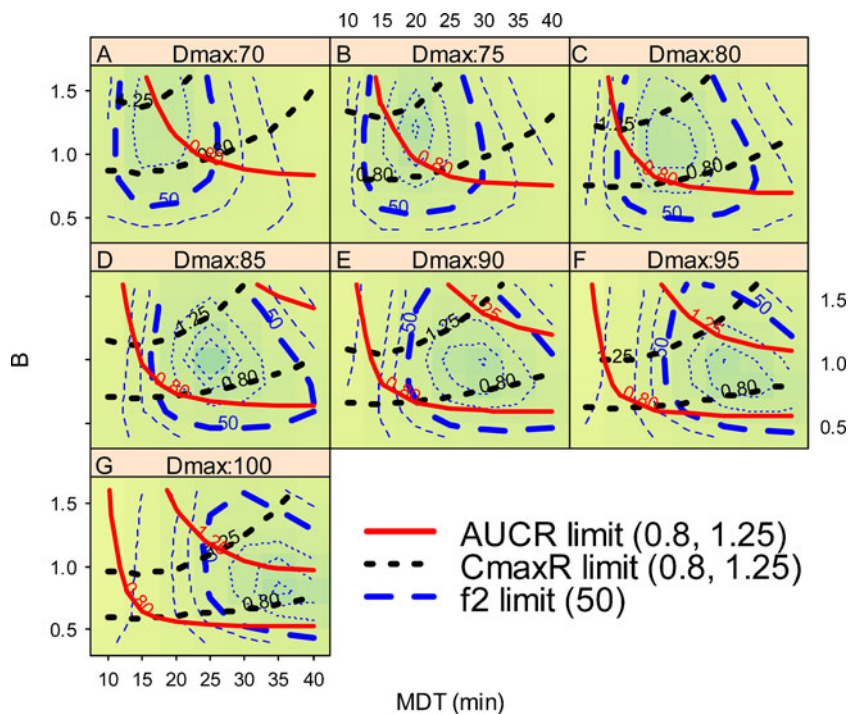 10 15 20 25 30 35 40
A Dmax:70 B Dmax:75 C Dmax:80
1.5 1.25 1.25
1.0 0.80 0.80 0.80 0.80 0.80 0.80
0.5 50 50 50
D Dmax:85 E Dmax:90 F Dmax:95
1.25 50 50 1.25 1.25 1.25 50 1.25 50 1.5
B 1.0
0.80 0.80 0.80 0.80 0.80 0.80
50 0.5
G Dmax:100
1.5 1.25 1.25
1.0 50
0.80 0.80
0.5
AUCR limit (0.8, 1.25)
CmaxR limit (0.8, 1.25)
f2 limit (50)
10 15 20 25 30 35 40
MDT (min)